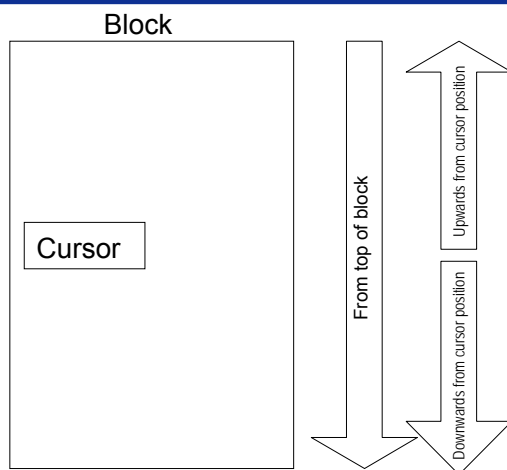 Block
Cursor
From top of block
Upwards from cursor position
Downwards from cursor position